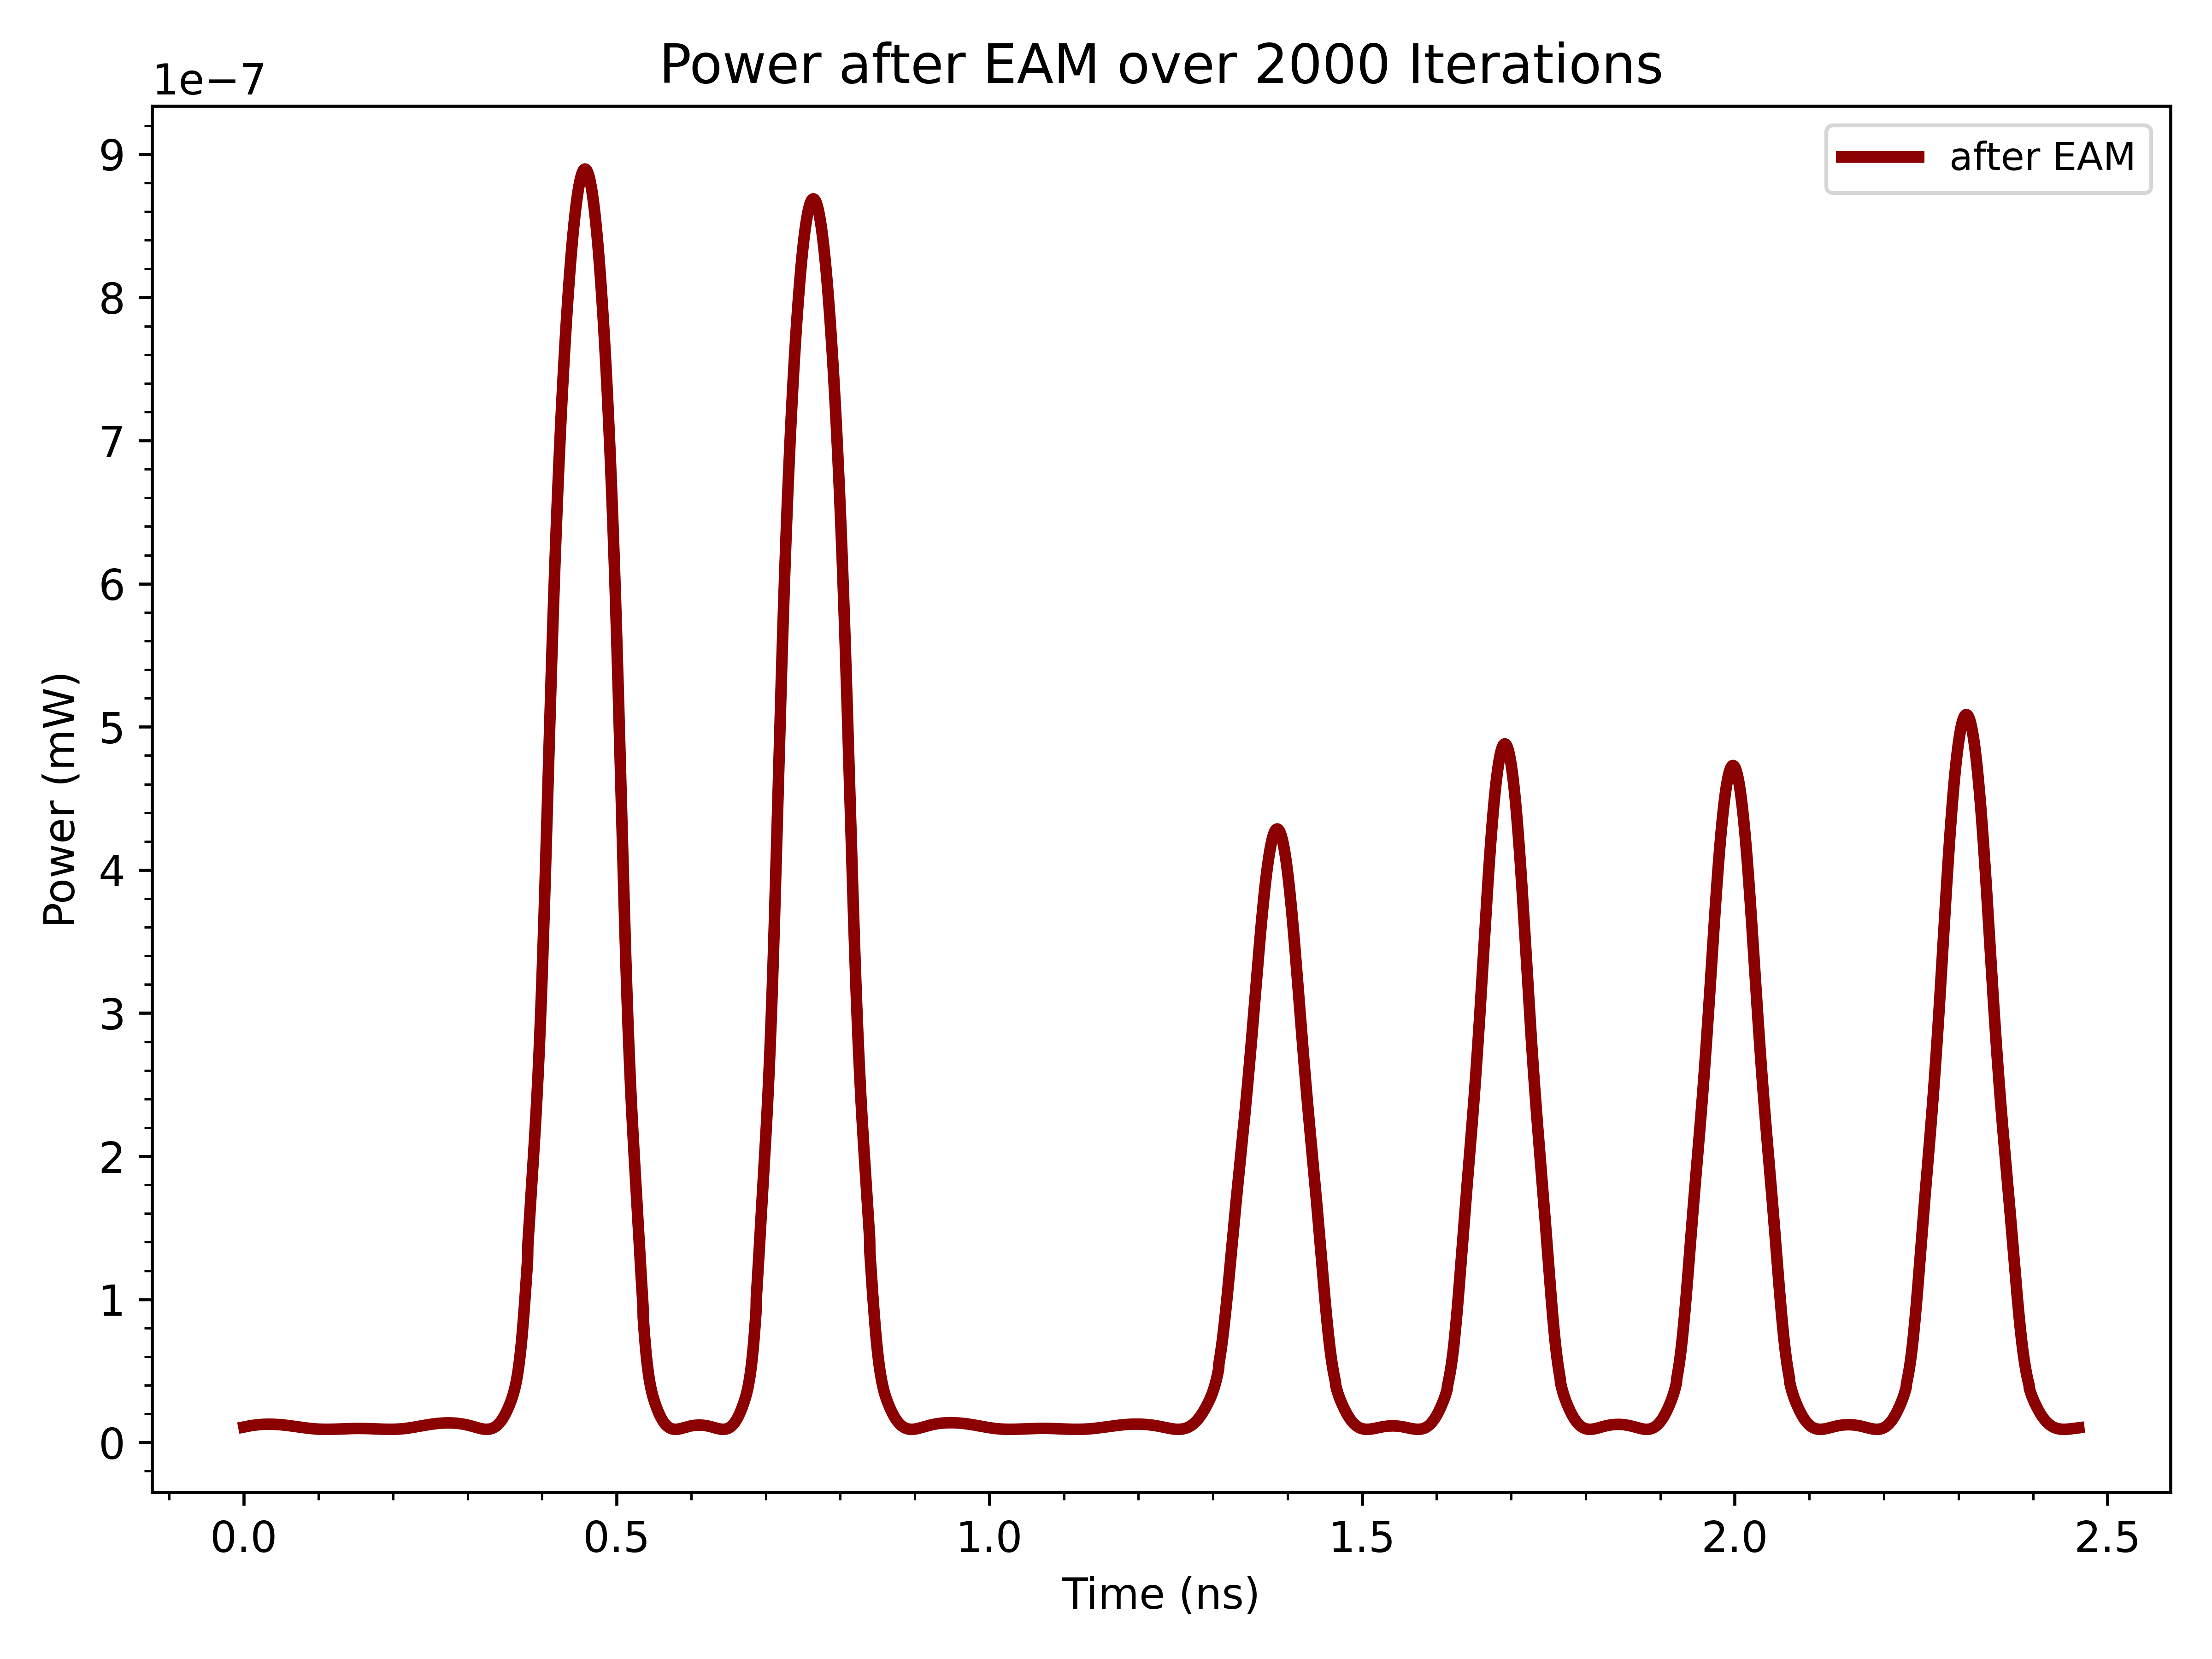 Power after EAM over 2000 Iterations
1e−7
after EAM
9
8
7
6
5
4
3
2
1
0
Power (mW)
0.0 0.5 1.0 1.5 2.0 2.5
Time (ns)